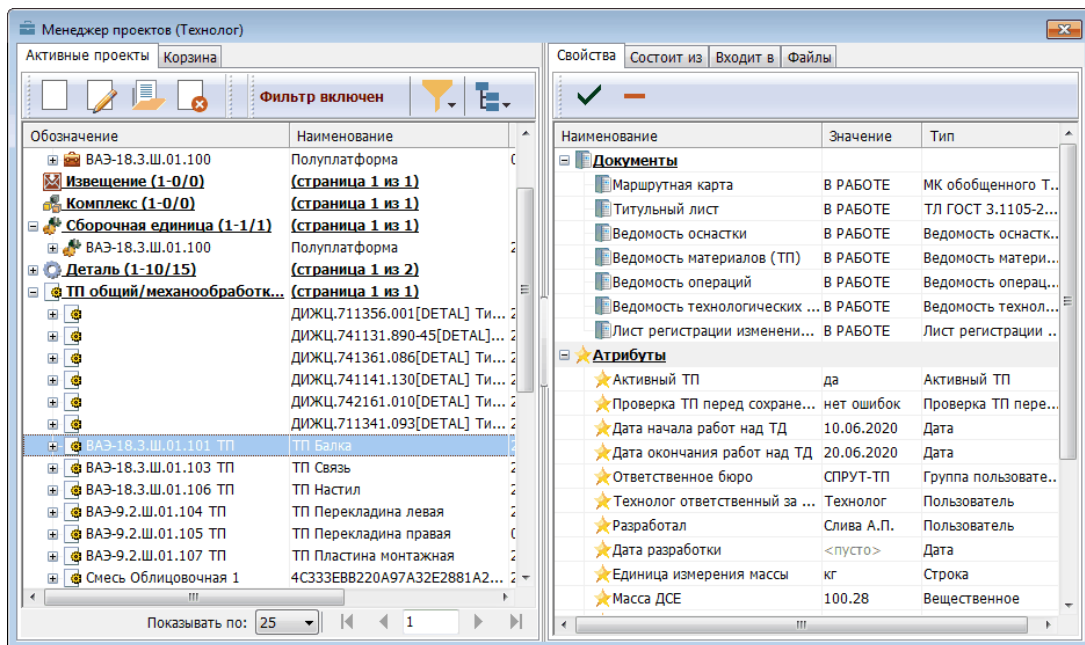 Менеджер проектов (Технолог)
Активные проекты Корзина
Фильтр включен
Обозначение Наименование
ВАЭ-18.3.Ш.01.100 Полуплатформа
Извещение (1-0/0) (страница 1 из 1)
Комплекс (1-0/0) (страница 1 из 1)
Сборочная единица (1-1/1) (страница 1 из 1)
ВАЭ-18.3.Ш.01.100 Полуплатформа
Деталь (1-10/15) (страница 1 из 2)
ТП общий/механообработк... (страница 1 из 1)
ДИЖЦ.711356.001[DETAL] Ти...
ДИЖЦ.741131.890-45[DETAL]...
ДИЖЦ.741361.086[DETAL] Ти...
ДИЖЦ.741141.130[DETAL] Ти...
ДИЖЦ.742161.010[DETAL] Ти...
ДИЖЦ.711341.093[DETAL] Ти...
ВАЭ-18.3.Ш.01.101 ТП ТП Балка
ВАЭ-18.3.Ш.01.103 ТП ТП Связь
ВАЭ-18.3.Ш.01.106 ТП ТП Настил
ВАЭ-9.2.Ш.01.104 ТП ТП Перекладина левая
ВАЭ-9.2.Ш.01.105 ТП ТП Перекладина правая
ВАЭ-9.2.Ш.01.107 ТП ТП Пластина монтажная
Смесь Облицовочная 1 4C333EBB220A97A32E2881A2...
Показывать по: 25 1
Свойства Состоит из Входит в Файлы
Наименование Значение Тип
Документы
Маршрутная карта В РАБОТЕ МК обобщенного Т...
Титульный лист В РАБОТЕ ТЛ ГОСТ 3.1105-2...
Ведомость оснастки В РАБОТЕ Ведомость оснастк...
Ведомость материалов (ТП) В РАБОТЕ Ведомость матери...
Ведомость операций В РАБОТЕ Ведомость операц...
Ведомость технологических ... В РАБОТЕ Ведомость технол...
Лист регистрации изменени... В РАБОТЕ Лист регистрации ...
Атрибуты
Активный ТП да Активный ТП
Проверка ТП перед сохране... нет ошибок Проверка ТП пере...
Дата начала работ над ТД 10.06.2020 Дата
Дата окончания работ над ТД 20.06.2020 Дата
Ответственное бюро СПРУТ-ТП Группа пользовате...
Технолог ответственный за ... Технолог Пользователь
Разработал Слива А.П. Пользователь
Дата разработки <пусто> Дата
Единица измерения массы кг Строка
Масса ДСЕ 100.28 Вещественное